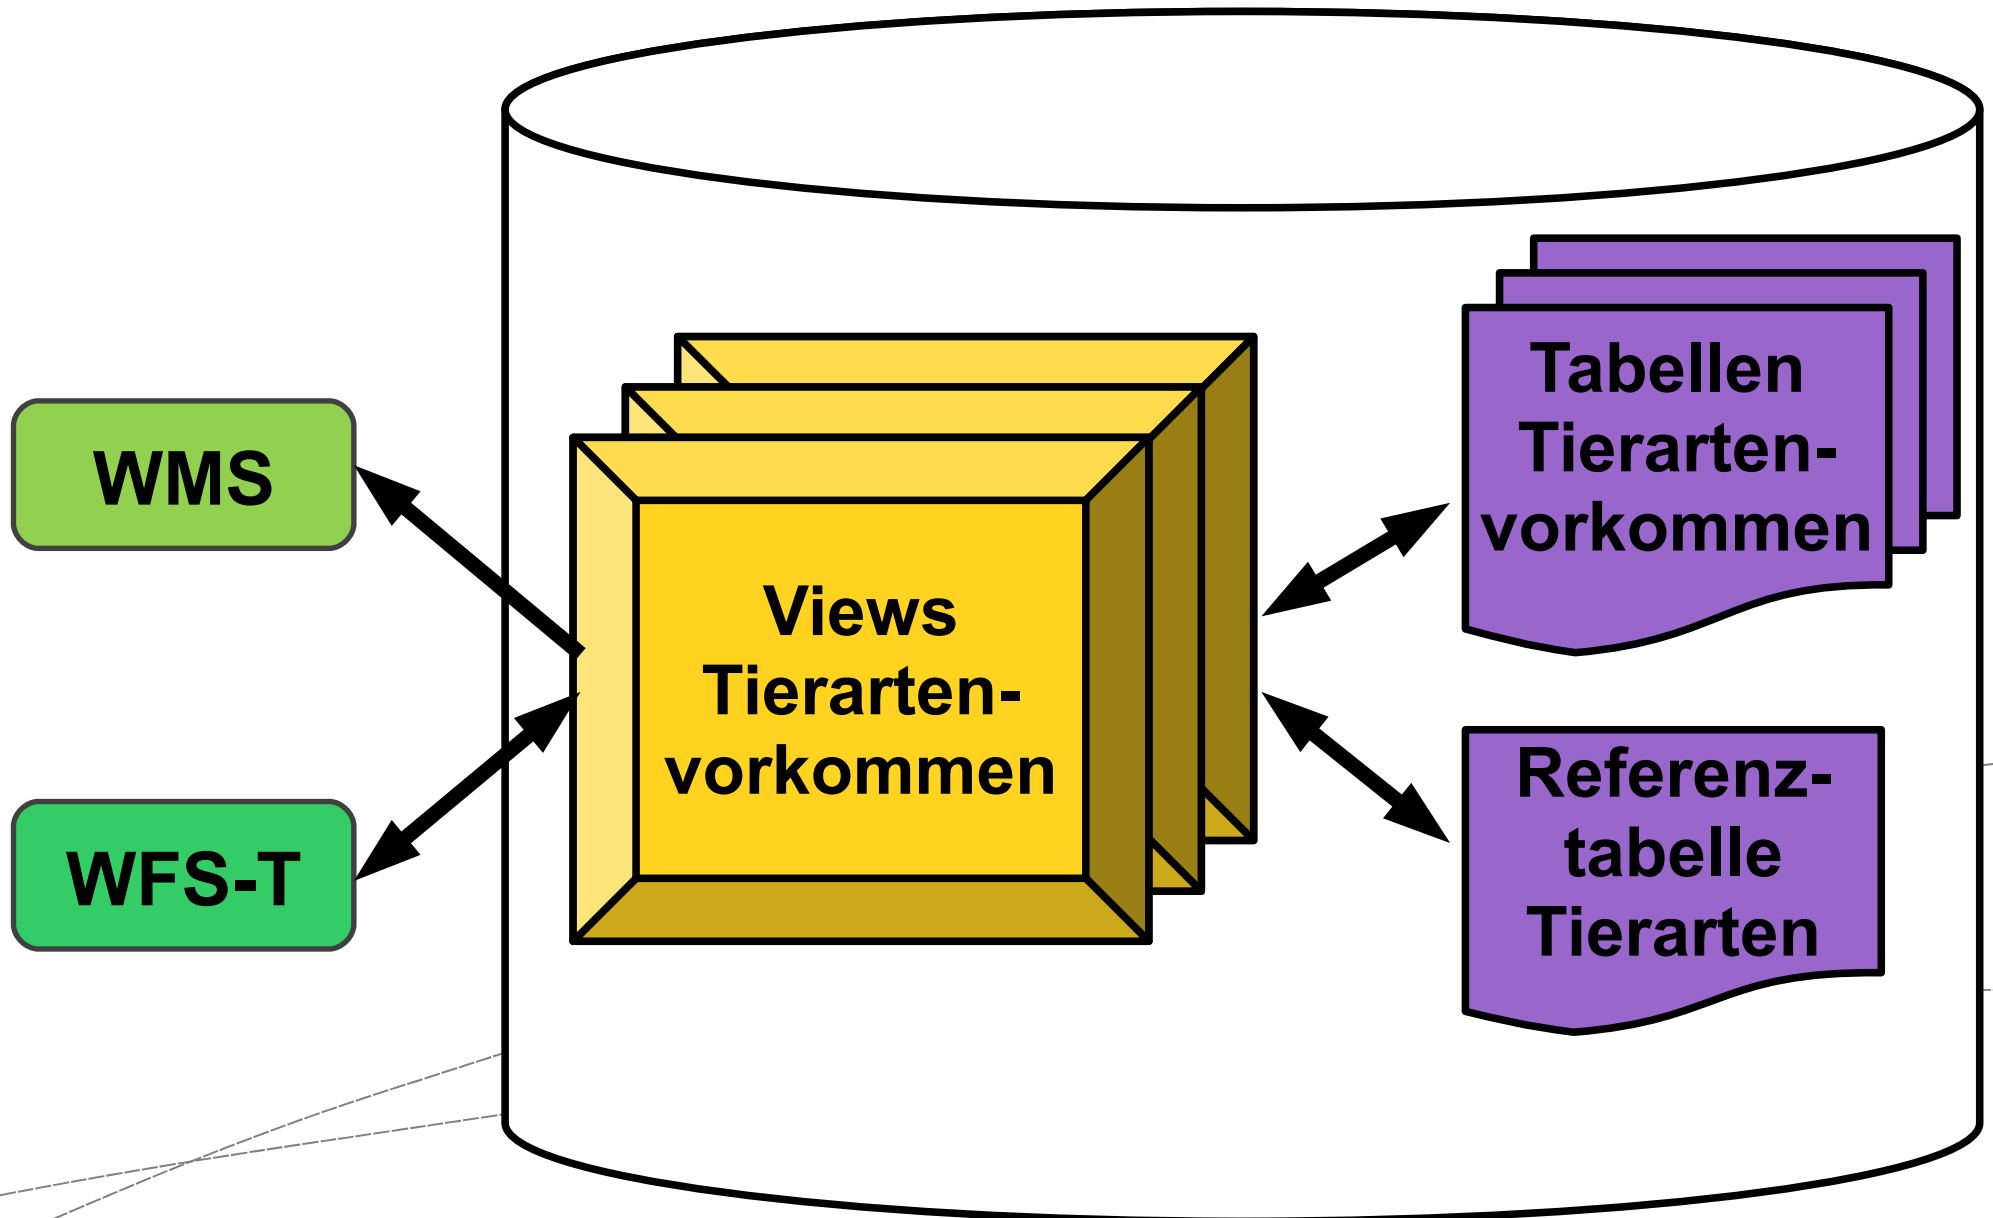 WMS
WFS-T
Views
Tierarten-
vorkommen
Tabellen
Tierarten-
vorkommen
Referenz-
tabelle
Tierarten